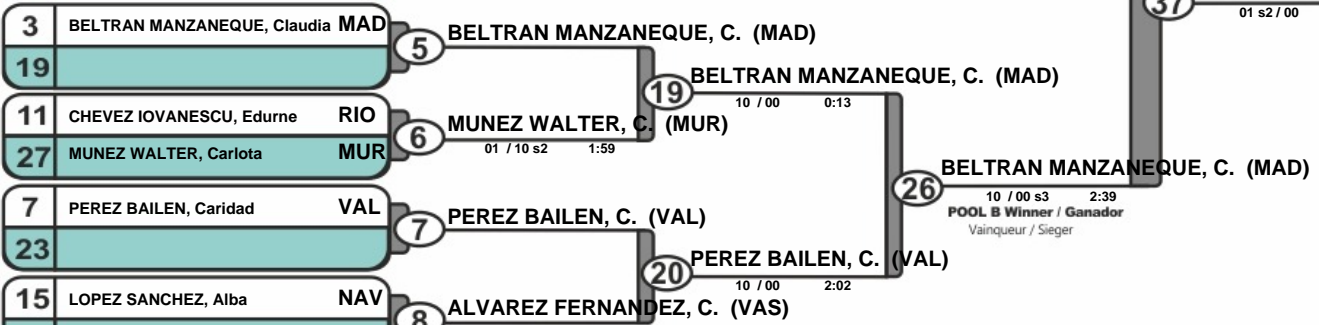 37
01 s2 / 00
3 BELTRAN MANZANEQUE, Claudia MAD
19
5 BELTRAN MANZANEQUE, C. (MAD)
19 BELTRAN MANZANEQUE, C. (MAD)
10 / 00 0:13
11 CHEVEZ IOVANESCU, Edurne RIO
27 MUNEZ WALTER, Carlota MUR
6 MUNEZ WALTER, C. (MUR)
01 / 10 s2 1:59
26 BELTRAN MANZANEQUE, C. (MAD)
10 / 00 s3 2:39
POOL B Winner / Ganador
Vainqueur / Sieger
7 PEREZ BAILEN, Caridad VAL
23
7 PEREZ BAILEN, C. (VAL)
20 PEREZ BAILEN, C. (VAL)
10 / 00 2:02
15 LOPEZ SANCHEZ, Alba NAV
8 ALVAREZ FERNANDEZ, C. (VAS)